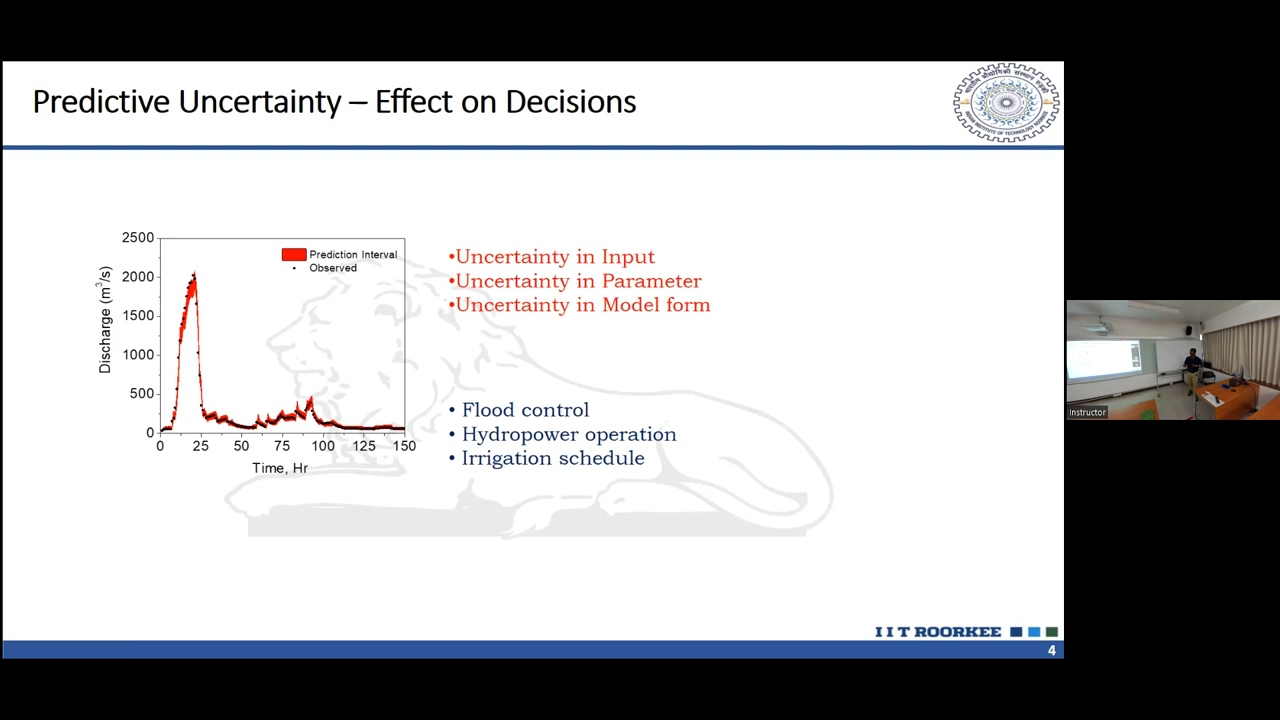 Predictive Uncertainty – Effect on Decisions
2500
2000
1500
1000
500
0
Discharge (m³/s)
Prediction Interval
Observed
0 25 50 75 100 125 150
Time, Hr
•Uncertainty in Input
•Uncertainty in Parameter
•Uncertainty in Model form
• Flood control
• Hydropower operation
• Irrigation schedule
Instructor
I I T ROORKEE
4